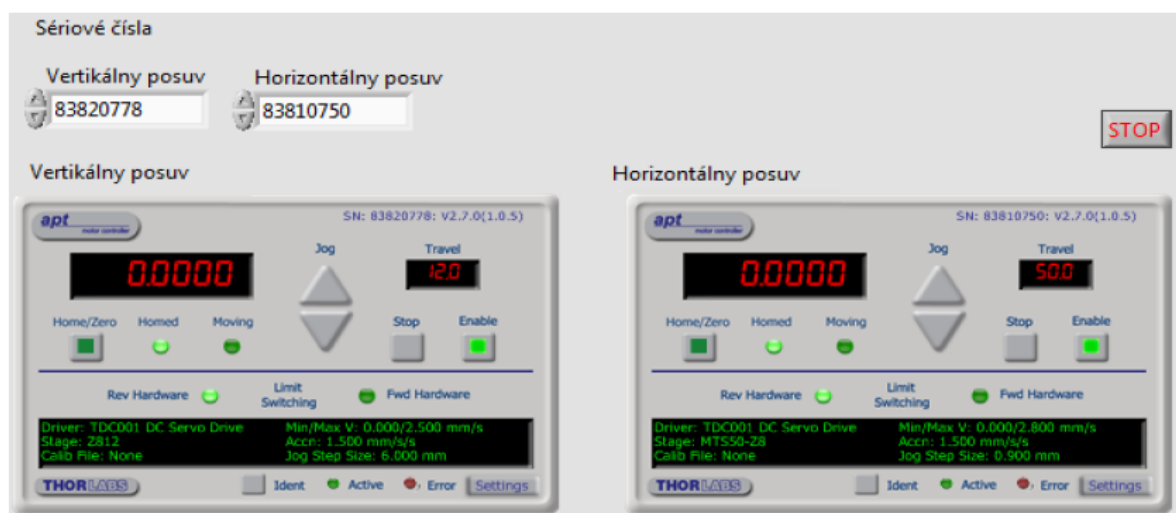 Sériové čísla
Vertikálny posuv Horizontálny posuv
83820778 83810750
STOP
Vertikálny posuv
apt
motor controller
SN: 83820778: V2.7.0(1.0.5)
0.0000
Jog
Travel
12.0
Home/Zero Homed Moving
Stop Enable
Rev Hardware
Limit
Switching
Fwd Hardware
Driver: TDC001 DC Servo Drive Min/Max V: 0.000/2.500 mm/s
Stage: Z812 Accn: 1.500 mm/s/s
Calib File: None Jog Step Size: 6.000 mm
THORLABS Ident Active Error Settings
Horizontálny posuv
apt
motor controller
SN: 83810750: V2.7.0(1.0.5)
0.0000
Jog
Travel
50.0
Home/Zero Homed Moving
Stop Enable
Rev Hardware
Limit
Switching
Fwd Hardware
Driver: TDC001 DC Servo Drive Min/Max V: 0.000/2.800 mm/s
Stage: MTS50-Z8 Accn: 1.500 mm/s/s
Calib File: None Jog Step Size: 0.900 mm
THORLABS Ident Active Error Settings